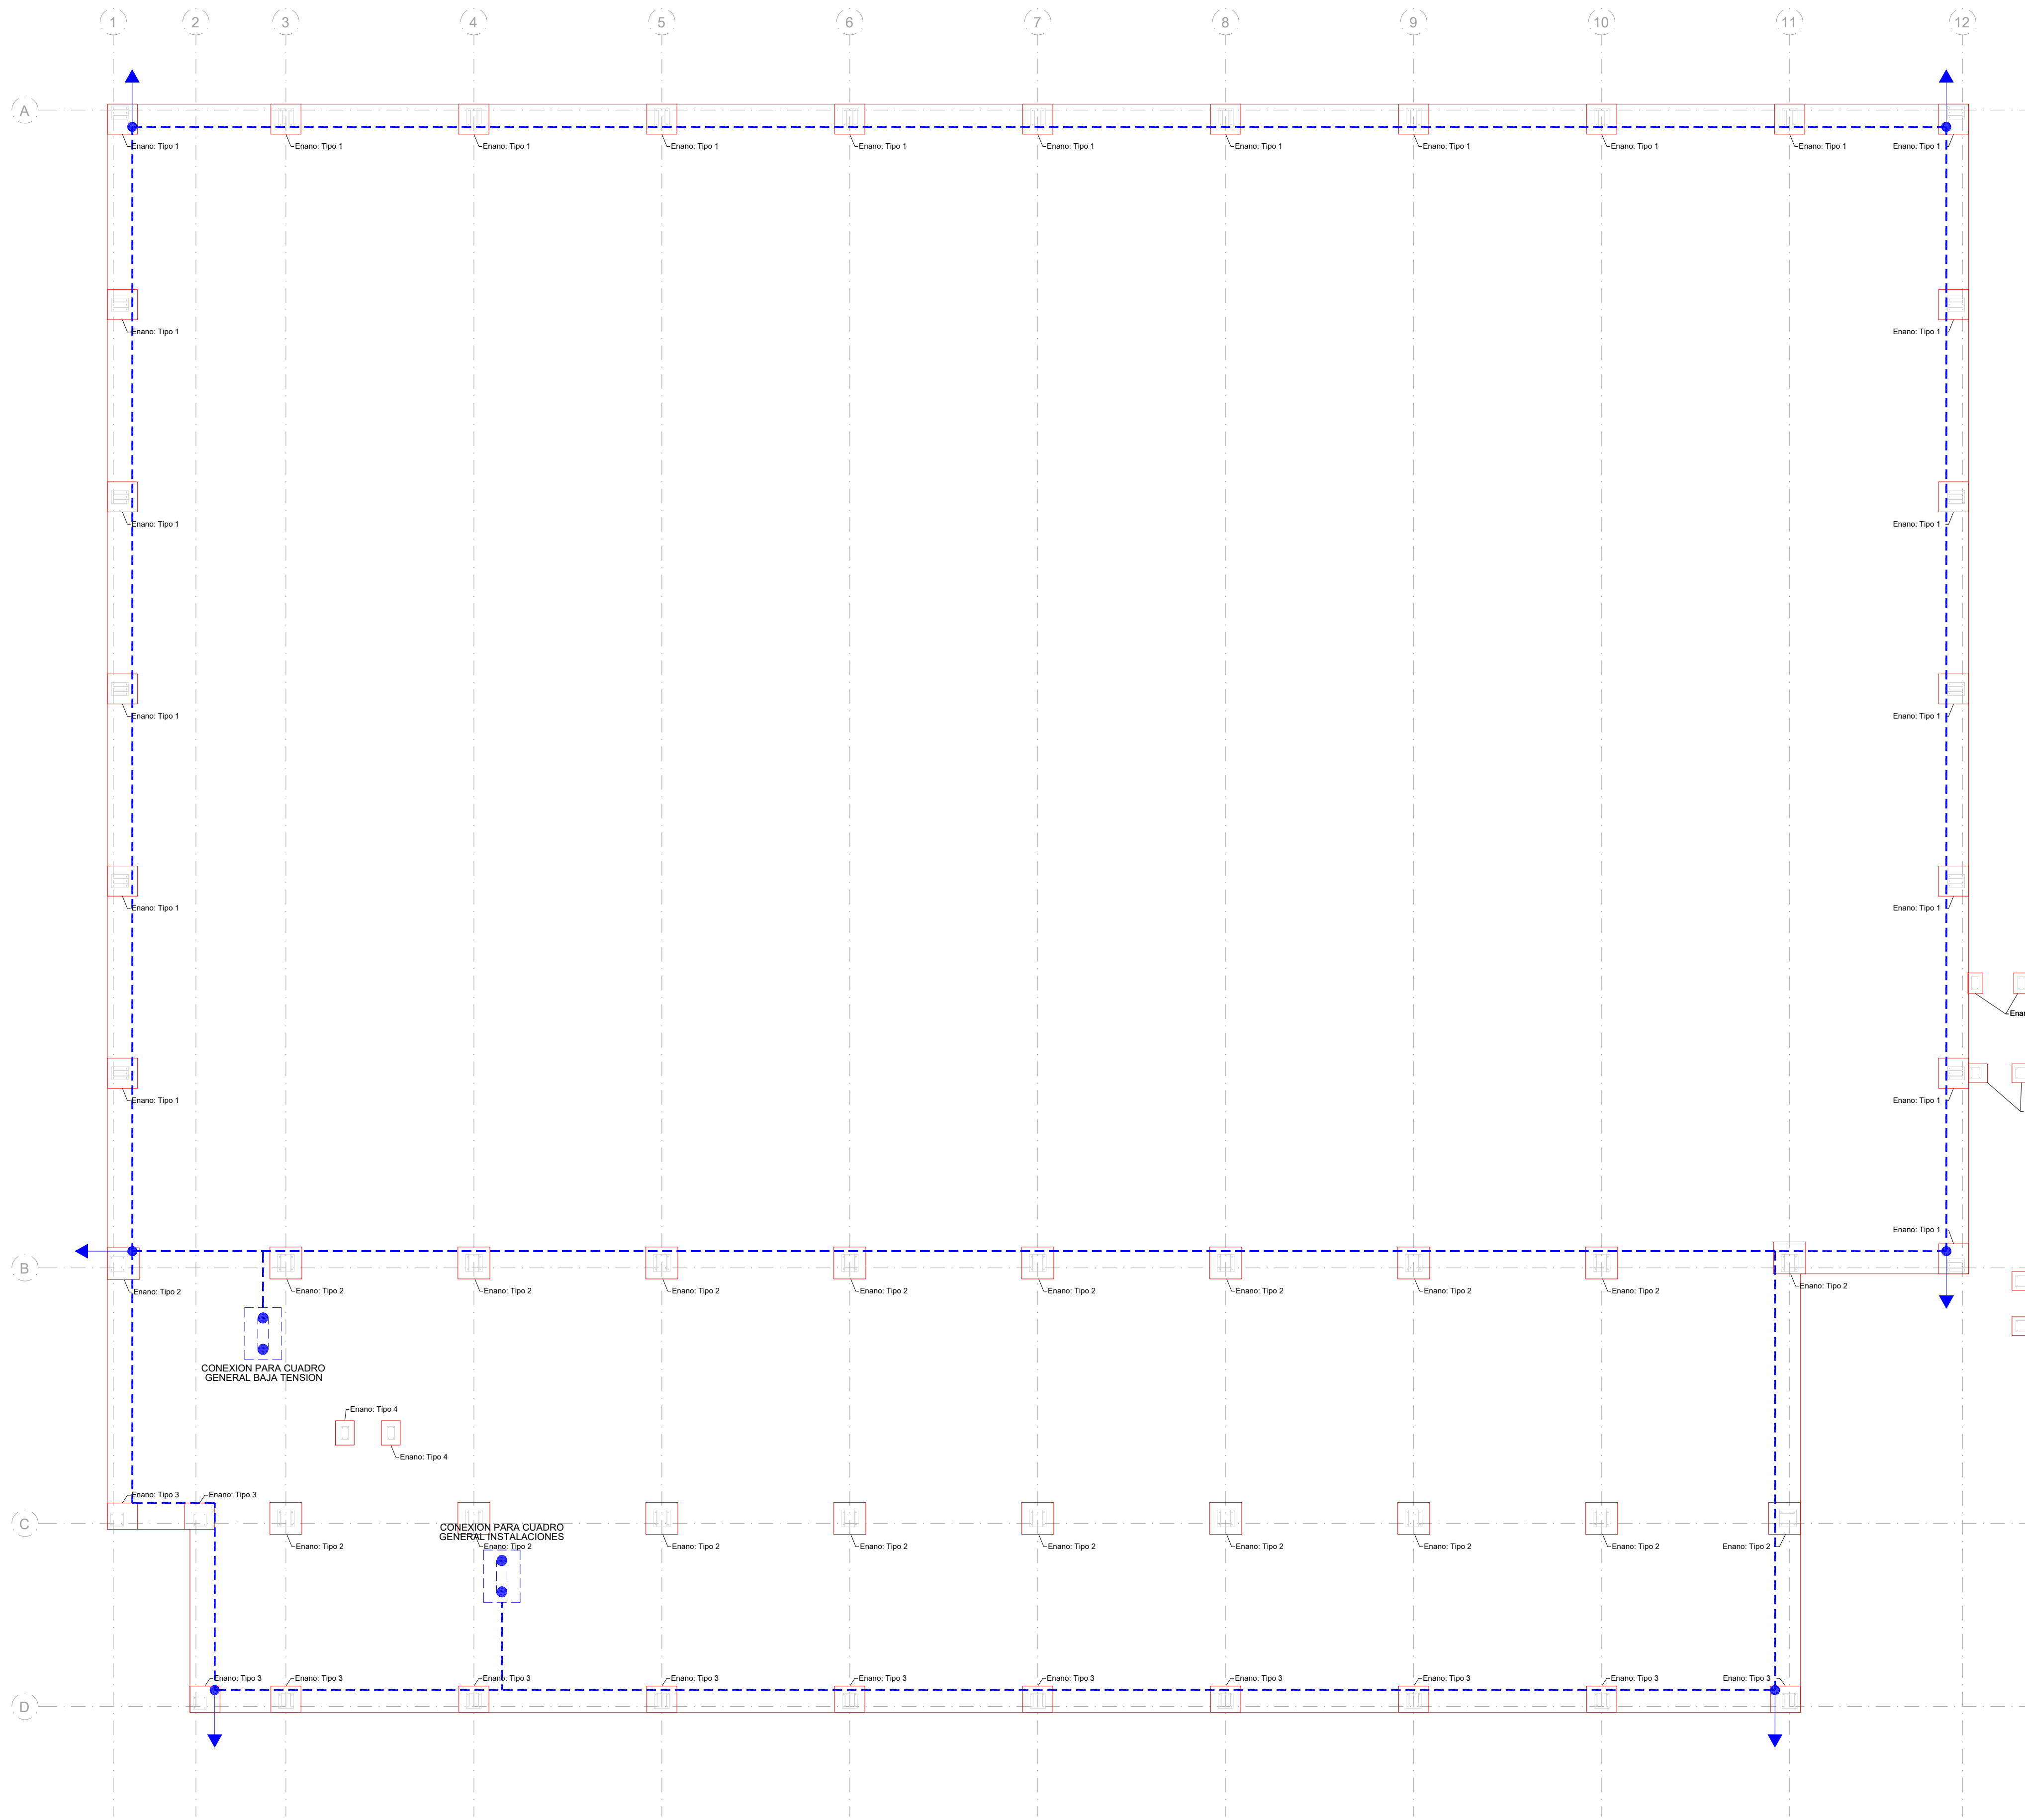 1 2 3 4 5 6 7 8 9 10 11 12
A
Enano: Tipo 1 Enano: Tipo 1 Enano: Tipo 1 Enano: Tipo 1 Enano: Tipo 1 Enano: Tipo 1 Enano: Tipo 1 Enano: Tipo 1 Enano: Tipo 1 Enano: Tipo 1 Enano: Tipo 1
Enano: Tipo 1 Enano: Tipo 1
Enano: Tipo 1 Enano: Tipo 1
Enano: Tipo 1 Enano: Tipo 1
Enano: Tipo 1 Enano: Tipo 1
Enano: Tipo 1 Enano: Tipo 1
Enano: Tipo 1
B
Enano: Tipo 2 Enano: Tipo 2 Enano: Tipo 2 Enano: Tipo 2 Enano: Tipo 2 Enano: Tipo 2 Enano: Tipo 2 Enano: Tipo 2 Enano: Tipo 2 Enano: Tipo 2
CONEXION PARA CUADRO
GENERAL BAJA TENSION
Enano: Tipo 4
Enano: Tipo 4
Enano: Tipo 3 Enano: Tipo 3
C
CONEXION PARA CUADRO
GENERAL INSTALACIONES
Enano: Tipo 2 Enano: Tipo 2 Enano: Tipo 2 Enano: Tipo 2 Enano: Tipo 2 Enano: Tipo 2 Enano: Tipo 2 Enano: Tipo 2 Enano: Tipo 2
Enano: Tipo 3 Enano: Tipo 3 Enano: Tipo 3 Enano: Tipo 3 Enano: Tipo 3 Enano: Tipo 3 Enano: Tipo 3 Enano: Tipo 3 Enano: Tipo 3 Enano: Tipo 3
D